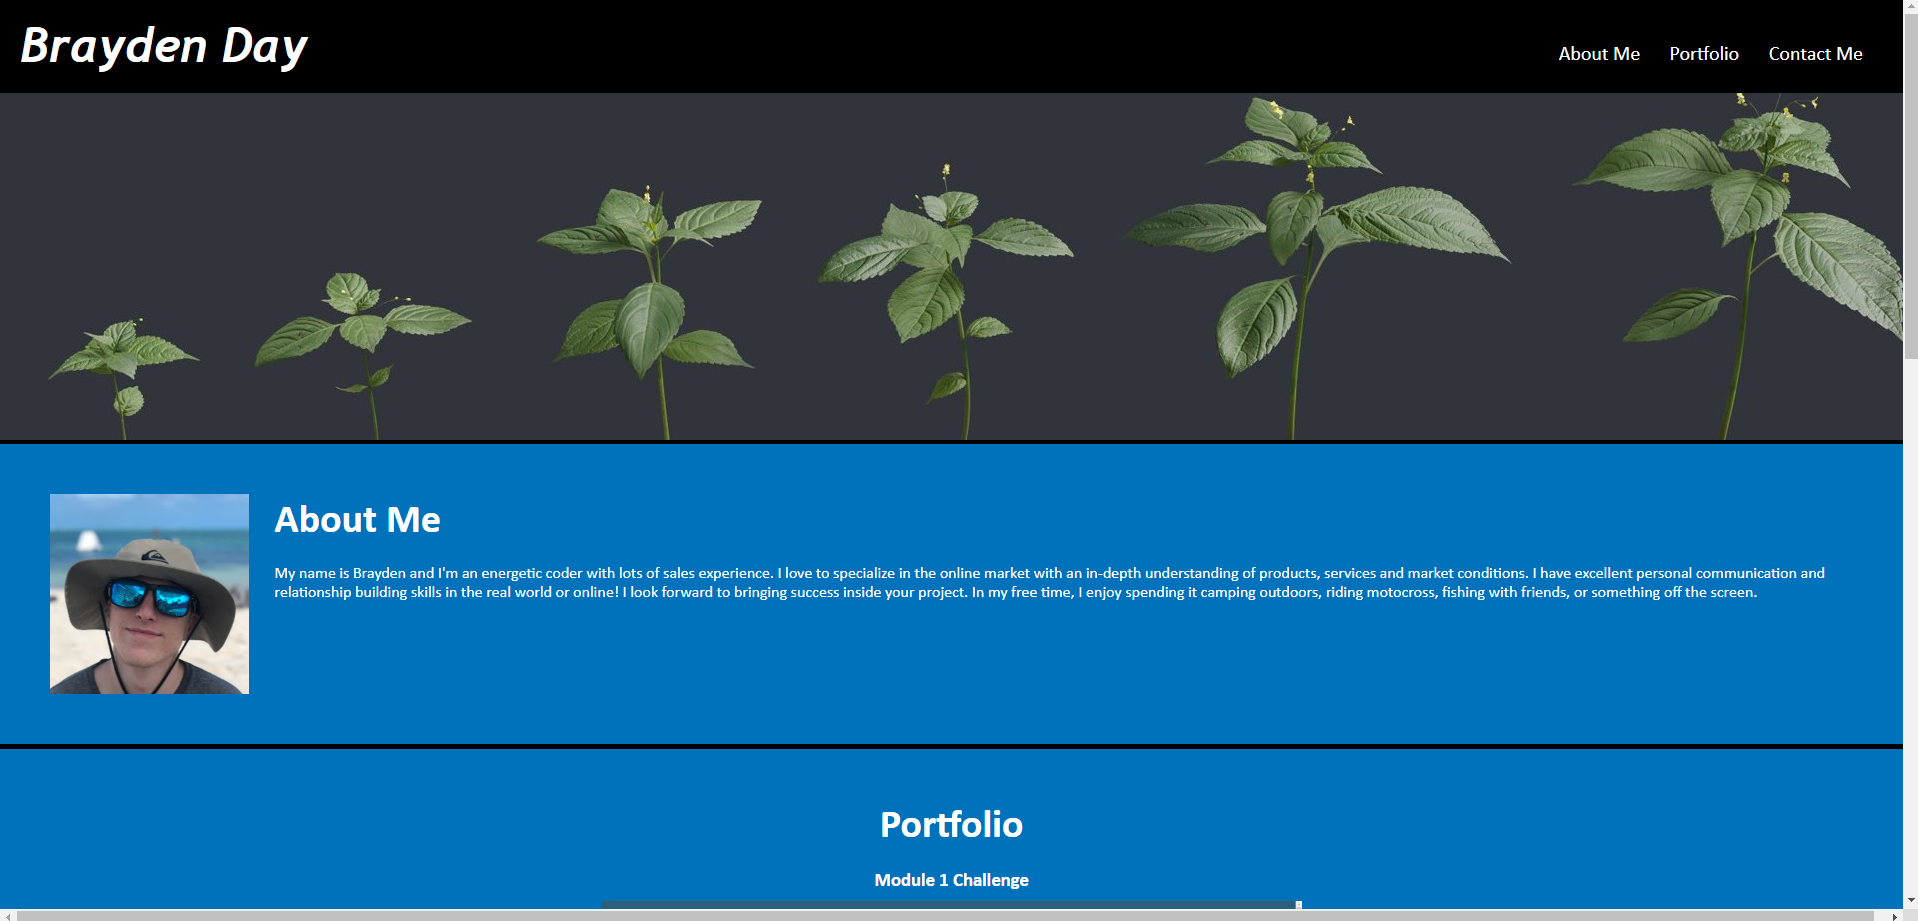 Brayden Day
About Me
Portfolio
Contact Me
About Me
My name is Brayden and I'm an energetic coder with lots of sales experience. I love to specialize in the online market with an in-depth understanding of products, services and market conditions. I have excellent personal communication and
relationship building skills in the real world or online! I look forward to bringing success inside your project. In my free time, I enjoy spending it camping outdoors, riding motocross, fishing with friends, or something off the screen.
Portfolio
Module 1 Challenge